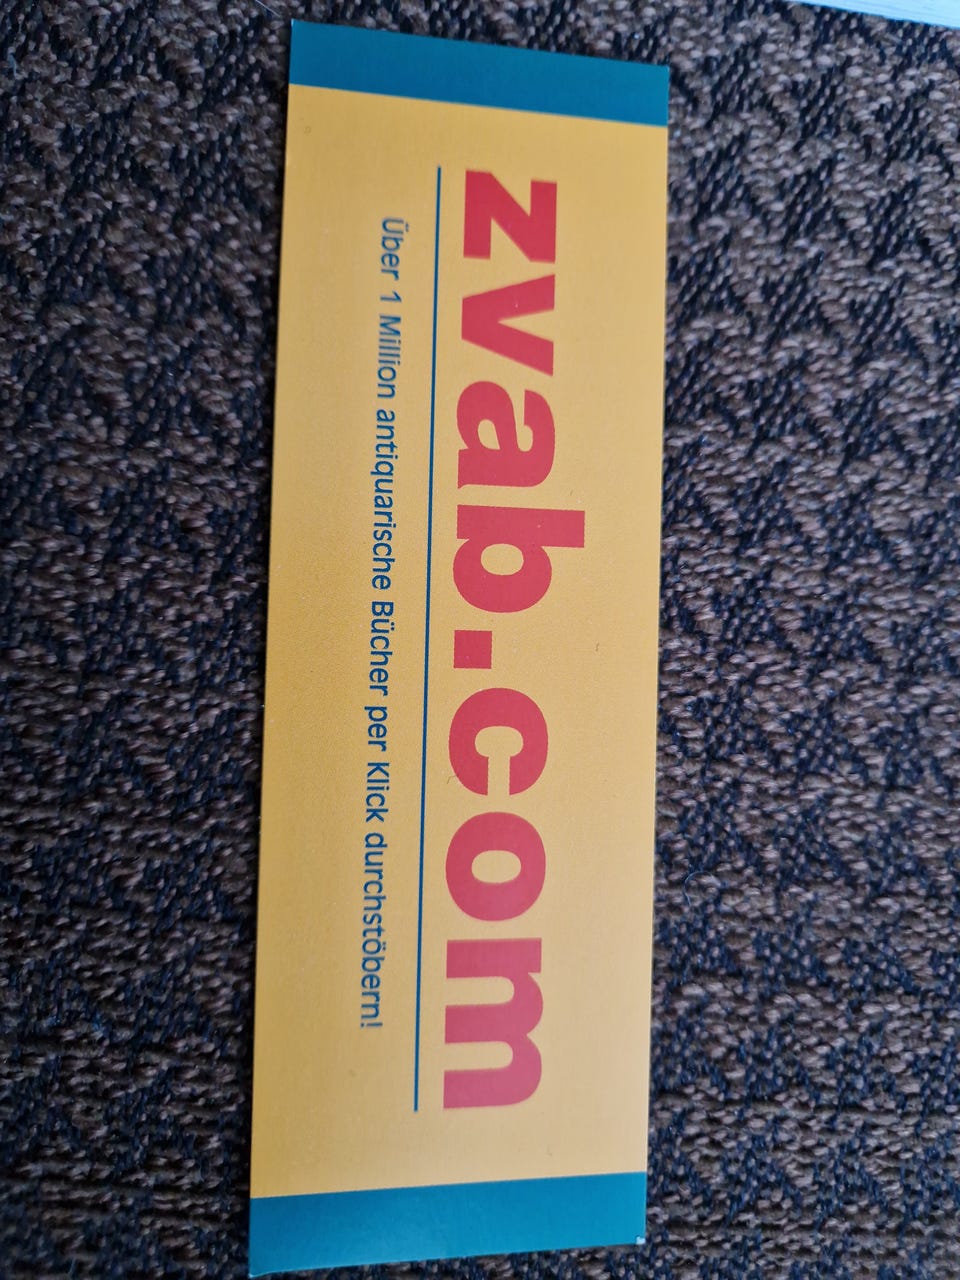 zvab.com
Über 1 Million antiquarische Bücher per Klick durchstöbern!